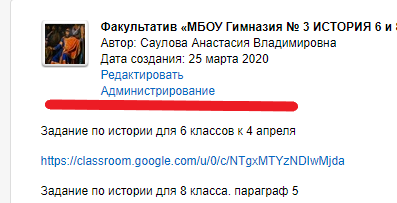 Факультатив «МБОУ Гимназия № 3 ИСТОРИЯ 6 и
Автор: Саулова Анастасия Владимировна
Дата создания: 25 марта 2020
Редактировать
Администрирование
Задание по истории для 6 классов к 4 апреля
https://classroom.google.com/u/0/c/NTgxMTYzNDIwMjda
Задание по истории для 8 класса. параграф 5